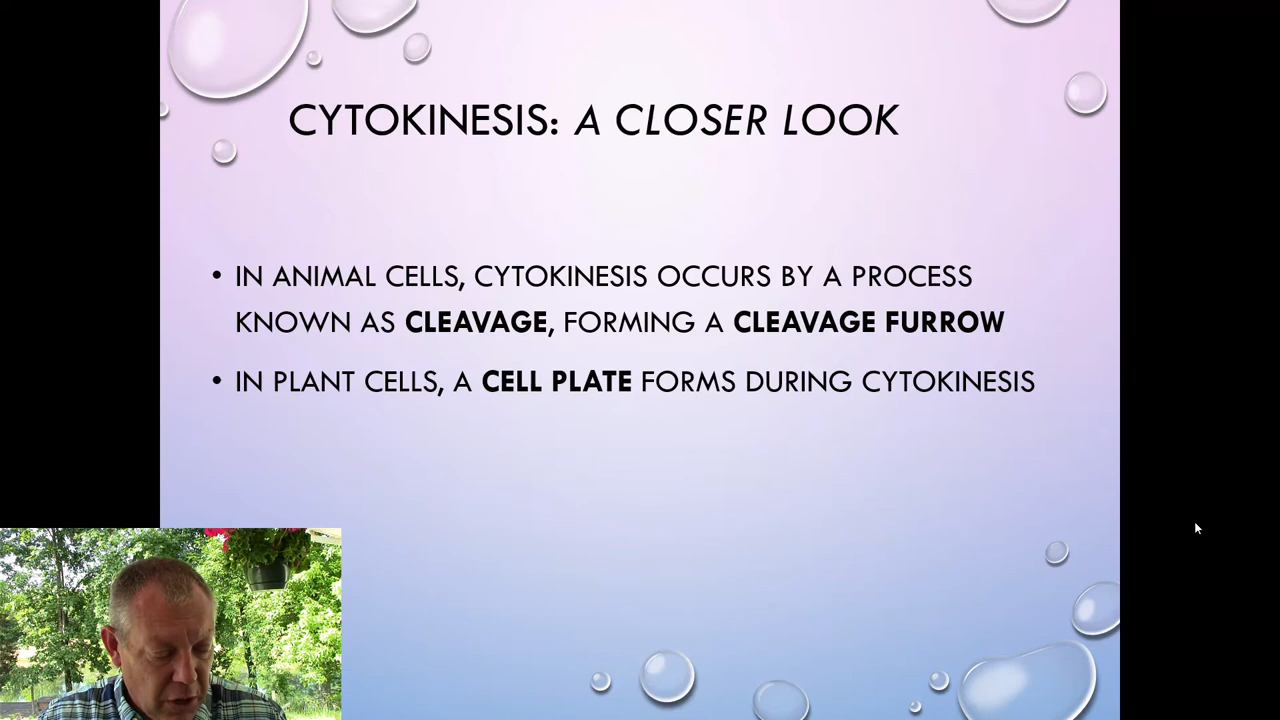 CYTOKINESIS: A CLOSER LOOK
• IN ANIMAL CELLS, CYTOKINESIS OCCURS BY A PROCESS
KNOWN AS CLEAVAGE, FORMING A CLEAVAGE FURROW
• IN PLANT CELLS, A CELL PLATE FORMS DURING CYTOKINESIS